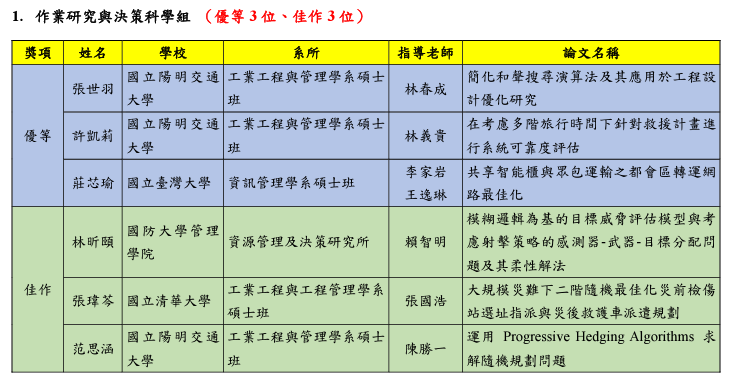 1. 作業研究與決策科學組 （優等 3 位、佳作 3 位）
獎項 姓名 學校 系所 指導老師 論文名稱
優等
張世羽 國立陽明交通大學 工業工程與管理學系碩士班 林春成 簡化和聲搜尋演算法及其應用於工程設計優化研究
許凱莉 國立陽明交通大學 工業工程與管理學系碩士班 林義貴 在考慮多階旅行時間下針對救援計畫進行系統可靠度評估
莊芯瑜 國立臺灣大學 資訊管理學系碩士班 李家岩 王逸琳 共享智能櫃與眾包運輸之都會區轉運網路最佳化
佳作
林昕頤 國防大學管理學院 資源管理及決策研究所 賴智明 模糊邏輯為基的目標威脅評估模型與考慮射擊策略的感測器-武器-目標分配問題及其柔性解法
張瑋芩 國立清華大學 工業工程與工程管理學系碩士班 張國浩 大規模災難下二階隨機最佳化災前檢傷站選址指派與災後救護車派遣規劃
范思涵 國立陽明交通大學 工業工程與管理學系碩士班 陳勝一 運用 Progressive Hedging Algorithms 求解隨機規劃問題